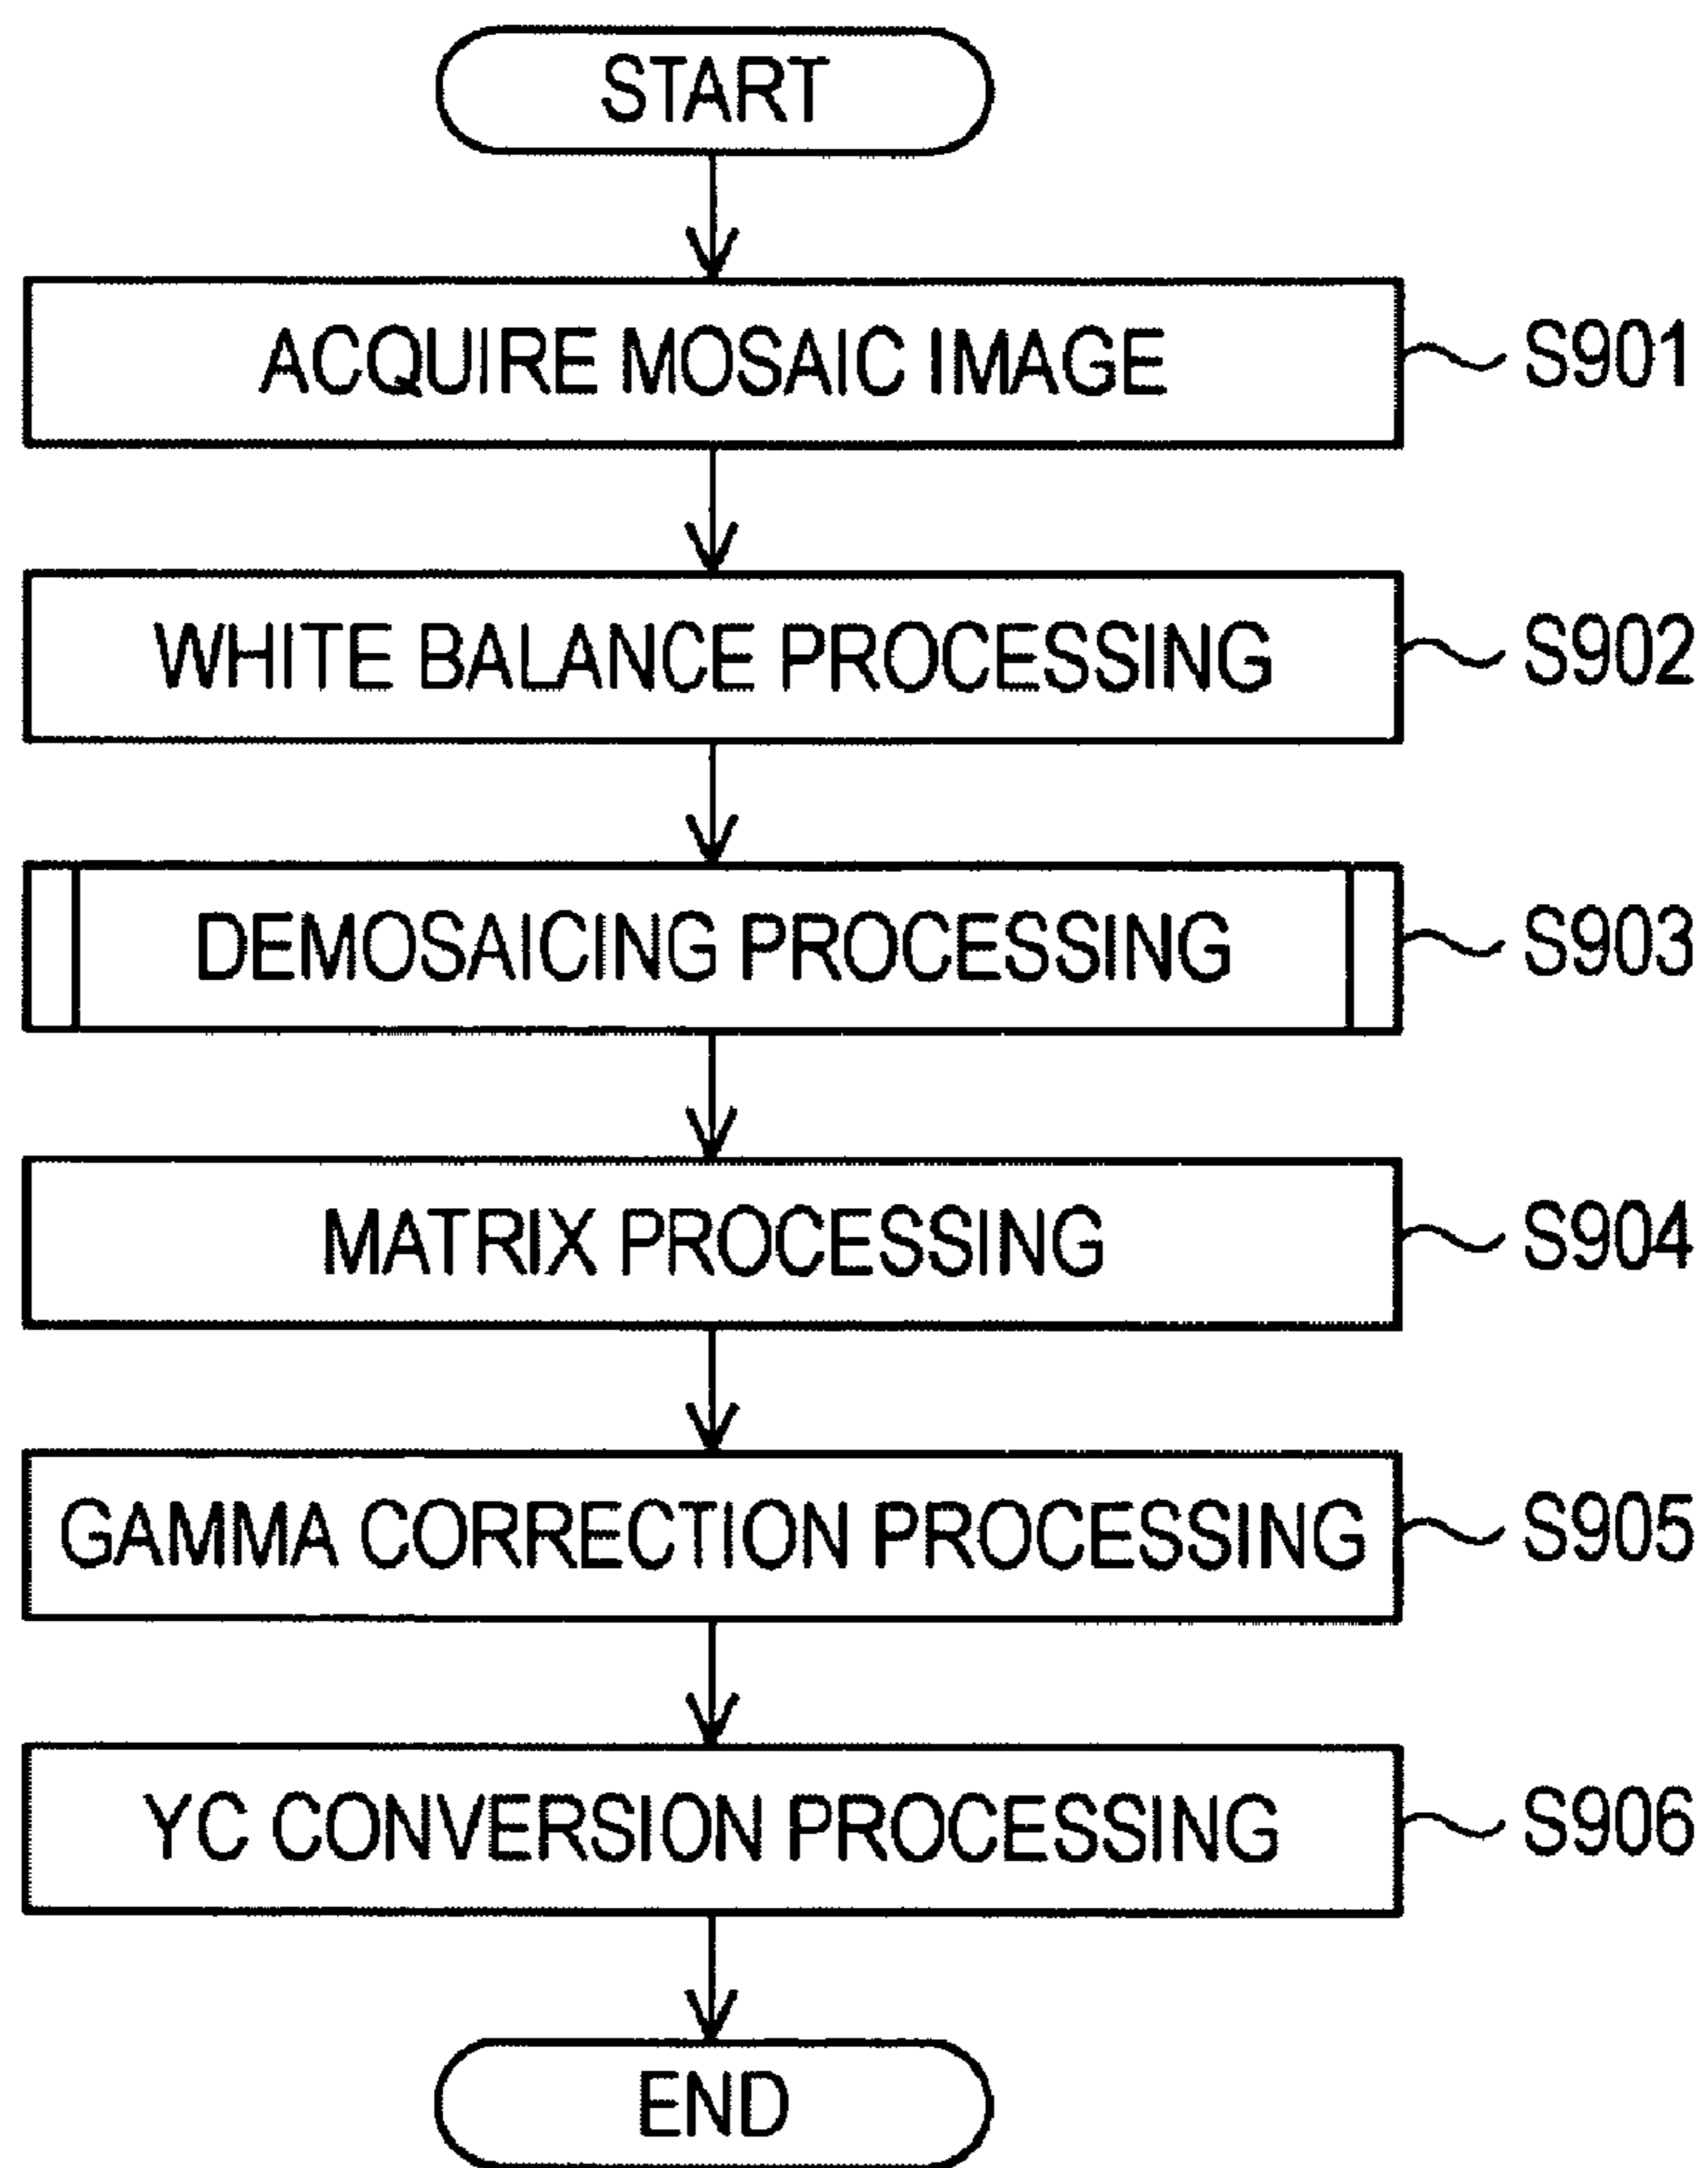 START
ACQUIRE MOSAIC IMAGE
S901
WHITE BALANCE PROCESSING
S902
DEMOSAICING PROCESSING
S903
MATRIX PROCESSING
S904
GAMMA CORRECTION PROCESSING
S905
YC CONVERSION PROCESSING
S906
END